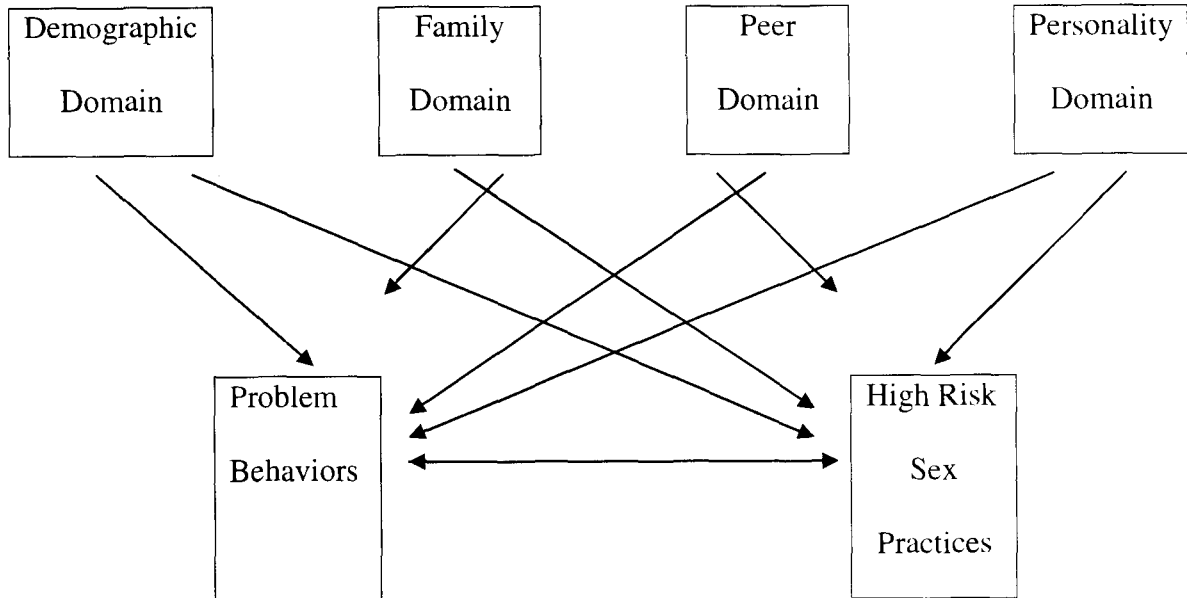 Demographic
Domain
Family
Domain
Peer
Domain
Personality
Domain
Problem
Behaviors
High Risk
Sex
Practices